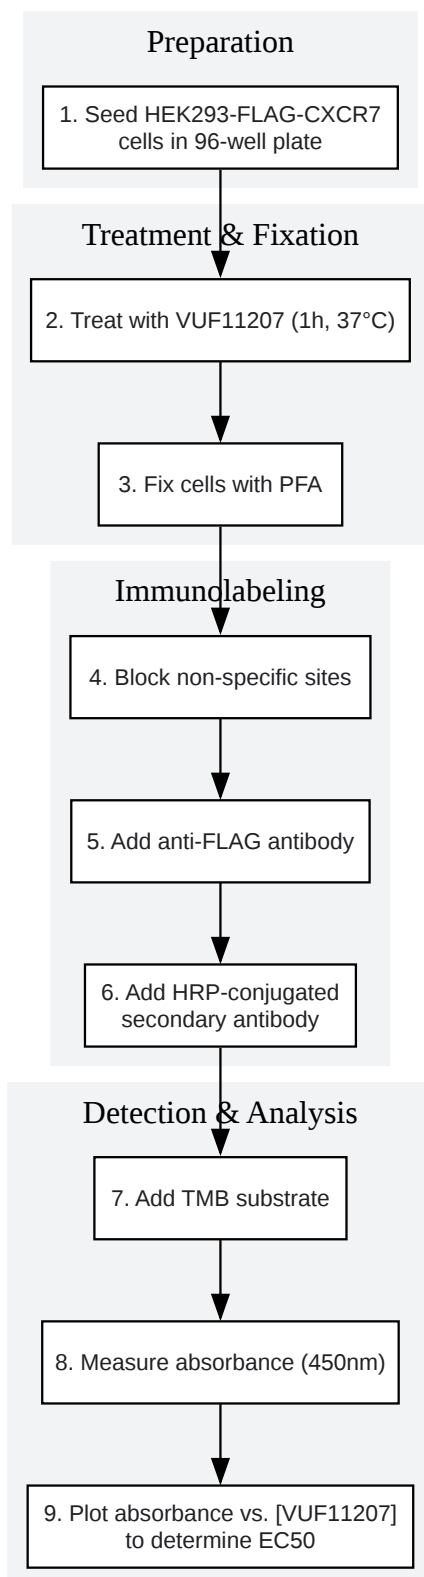 Preparation
1. Seed HEK293-FLAG-CXCR7
cells in 96-well plate
Treatment & Fixation
2. Treat with VUF11207 (1h, 37°C)
3. Fix cells with PFA
Immunolabeling
4. Block non-specific sites
5. Add anti-FLAG antibody
6. Add HRP-conjugated
secondary antibody
Detection & Analysis
7. Add TMB substrate
8. Measure absorbance (450nm)
9. Plot absorbance vs. [VUF11207]
to determine EC50